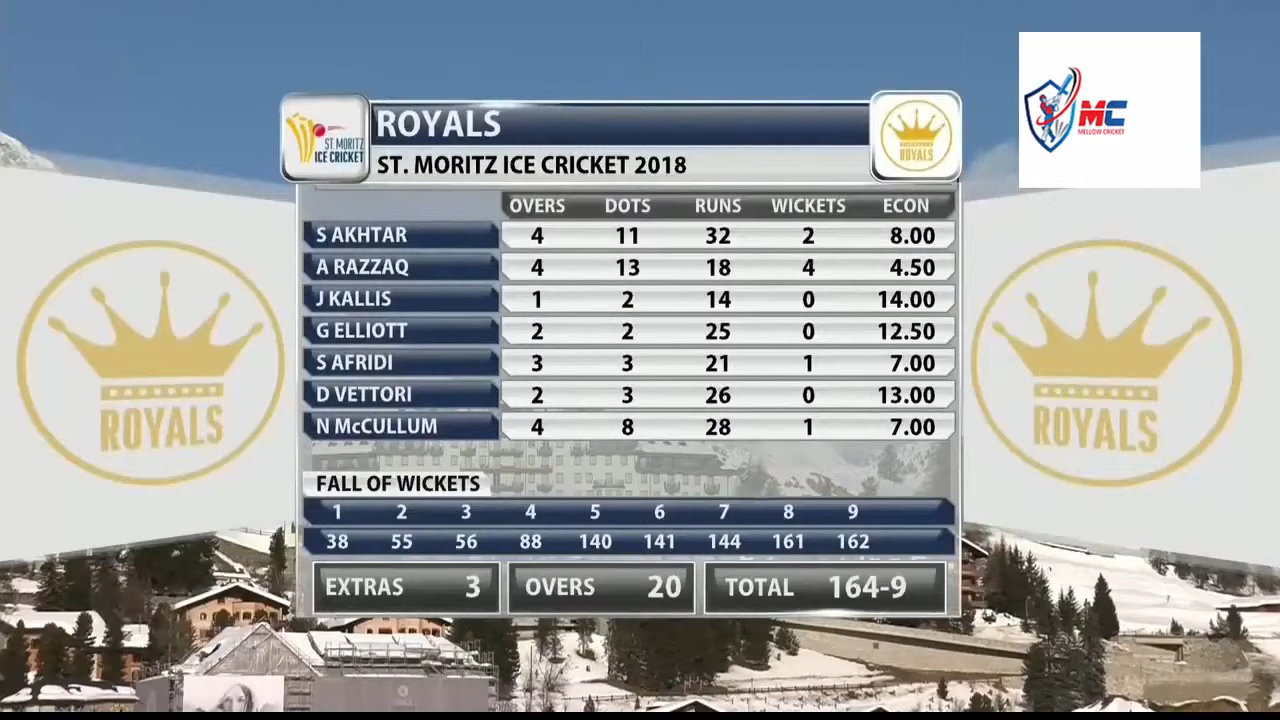 ROYALS
ST. MORITZ
ICE CRICKET
ST. MORITZ ICE CRICKET 2018
ROYALS
MC
MELLOW CRICKET
OVERS DOTS RUNS WICKETS ECON
S AKHTAR 4 11 32 2 8.00
A RAZZAQ 4 13 18 4 4.50
J KALLIS 1 2 14 0 14.00
G ELLIOTT 2 2 25 0 12.50
S AFRIDI 3 3 21 1 7.00
D VETTORI 2 3 26 0 13.00
N McCULLUM 4 8 28 1 7.00
ROYALS
ROYALS
FALL OF WICKETS
1 2 3 4 5 6 7 8 9
38 55 56 88 140 141 144 161 162
EXTRAS 3 OVERS 20 TOTAL 164-9